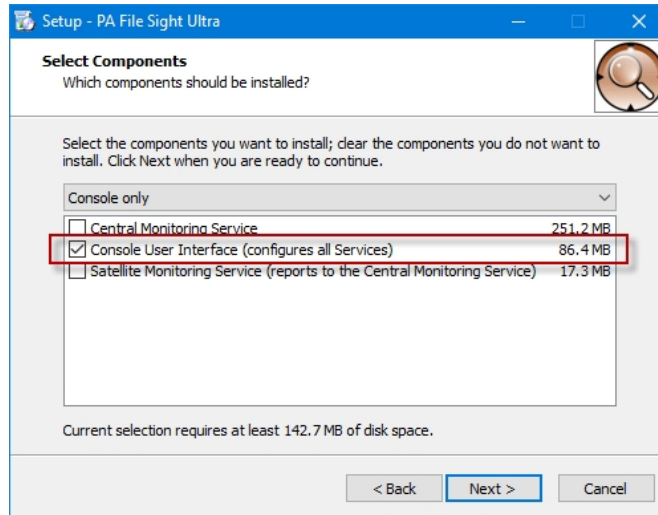 Setup - PA File Sight Ultra
Select Components
Which components should be installed?
Select the components you want to install; clear the components you do not want to
install. Click Next when you are ready to continue.
Console only
Central Monitoring Service 251.2 MB
Console User Interface (configures all Services) 86.4 MB
Satellite Monitoring Service (reports to the Central Monitoring Service) 17.3 MB
Current selection requires at least 142.7 MB of disk space.
< Back Next > Cancel